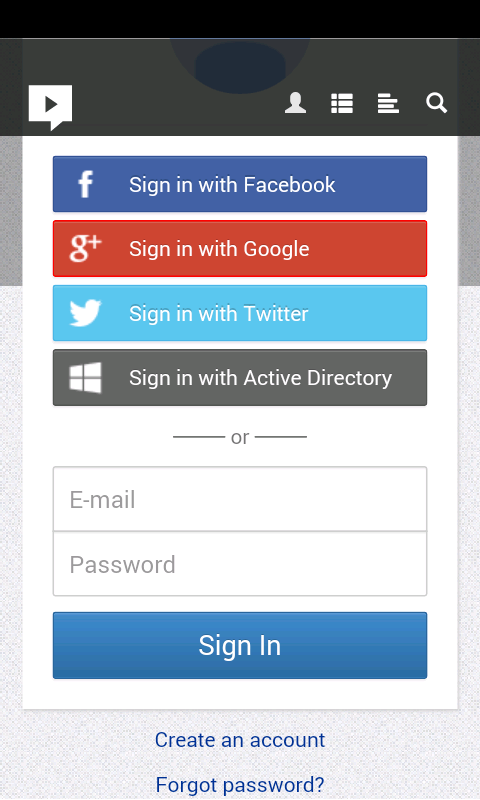 Sign in with Facebook
Sign in with Google
Sign in with Twitter
Sign in with Active Directory
or
E-mail
Password
Sign In
Create an account
Forgot password?